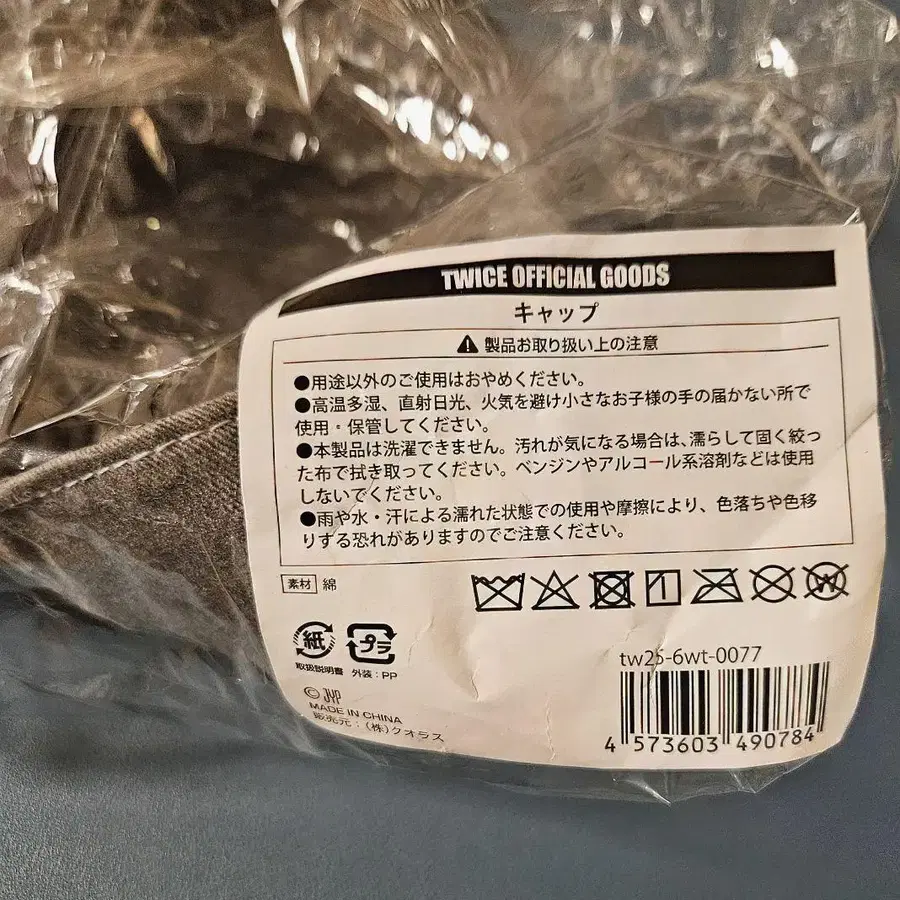 TWICE OFFICIAL GOODS
キャップ
製品お取り扱い上の注意
●用途以外のご使用はおやめください。
●高温多湿、直射日光、火気を避け小さなお子様の手の届かない所で
使用・保管してください。
●本製品は洗濯できません。汚れが気になる場合は、濡らして固く絞っ
た布で拭き取ってください。ベンジンやアルコール系溶剤などは使用
しないでください。
●雨や水・汗による濡れた状態での使用や摩擦により、色落ちや色移
りする恐れがありますのでご注意ください。
素材 綿
紙 プラ
取扱説明書 外装：PP
tw25-6wt-0077
© JYP
MADE IN CHINA
販売元：(株)クオラス
4 573603 490784